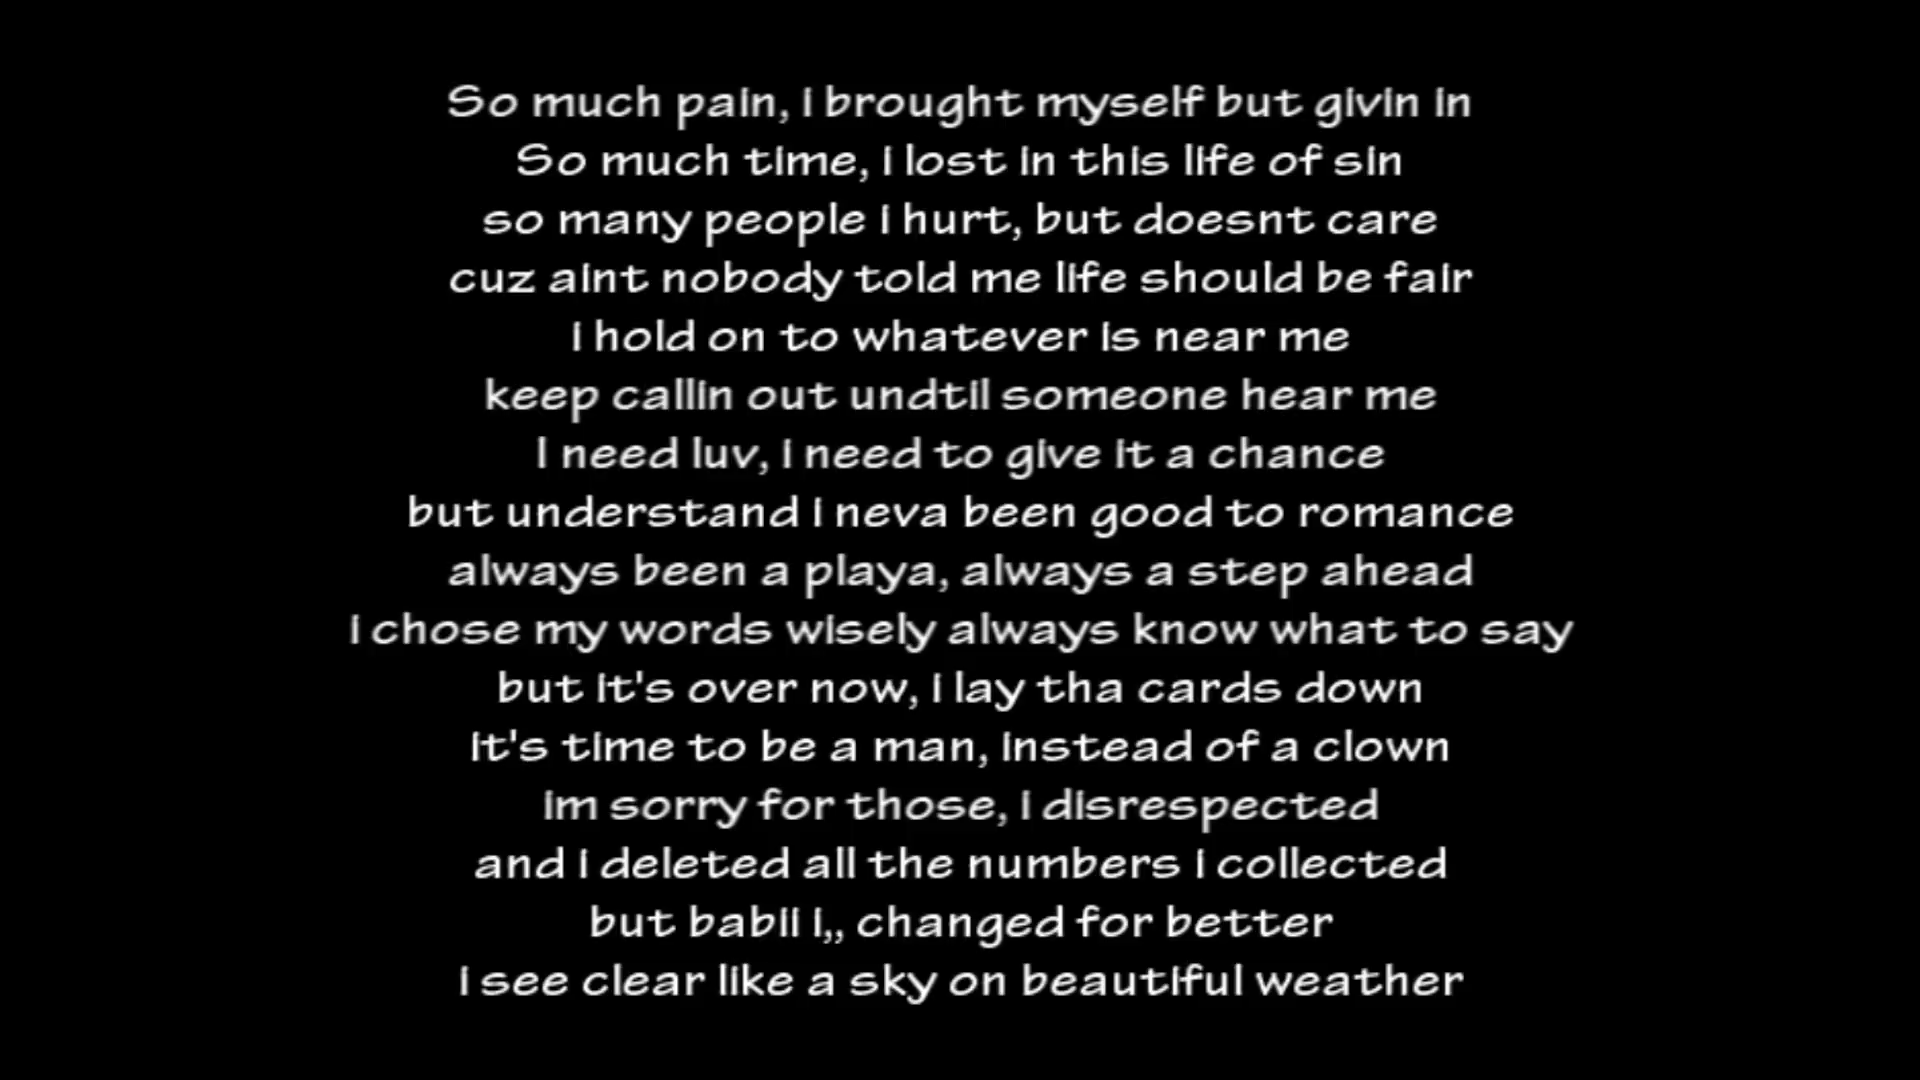 So much pain, i brought myself but givin in
So much time, i lost in this life of sin
so many people i hurt, but doesnt care
cuz aint nobody told me life should be fair
i hold on to whatever is near me
keep callin out undtil someone hear me
I need luv, i need to give it a chance
but understand i neva been good to romance
always been a playa, always a step ahead
i chose my words wisely always know what to say
but it's over now, i lay tha cards down
it's time to be a man, instead of a clown
im sorry for those, i disrespected
and i deleted all the numbers i collected
but babii i,, changed for better
i see clear like a sky on beautiful weather